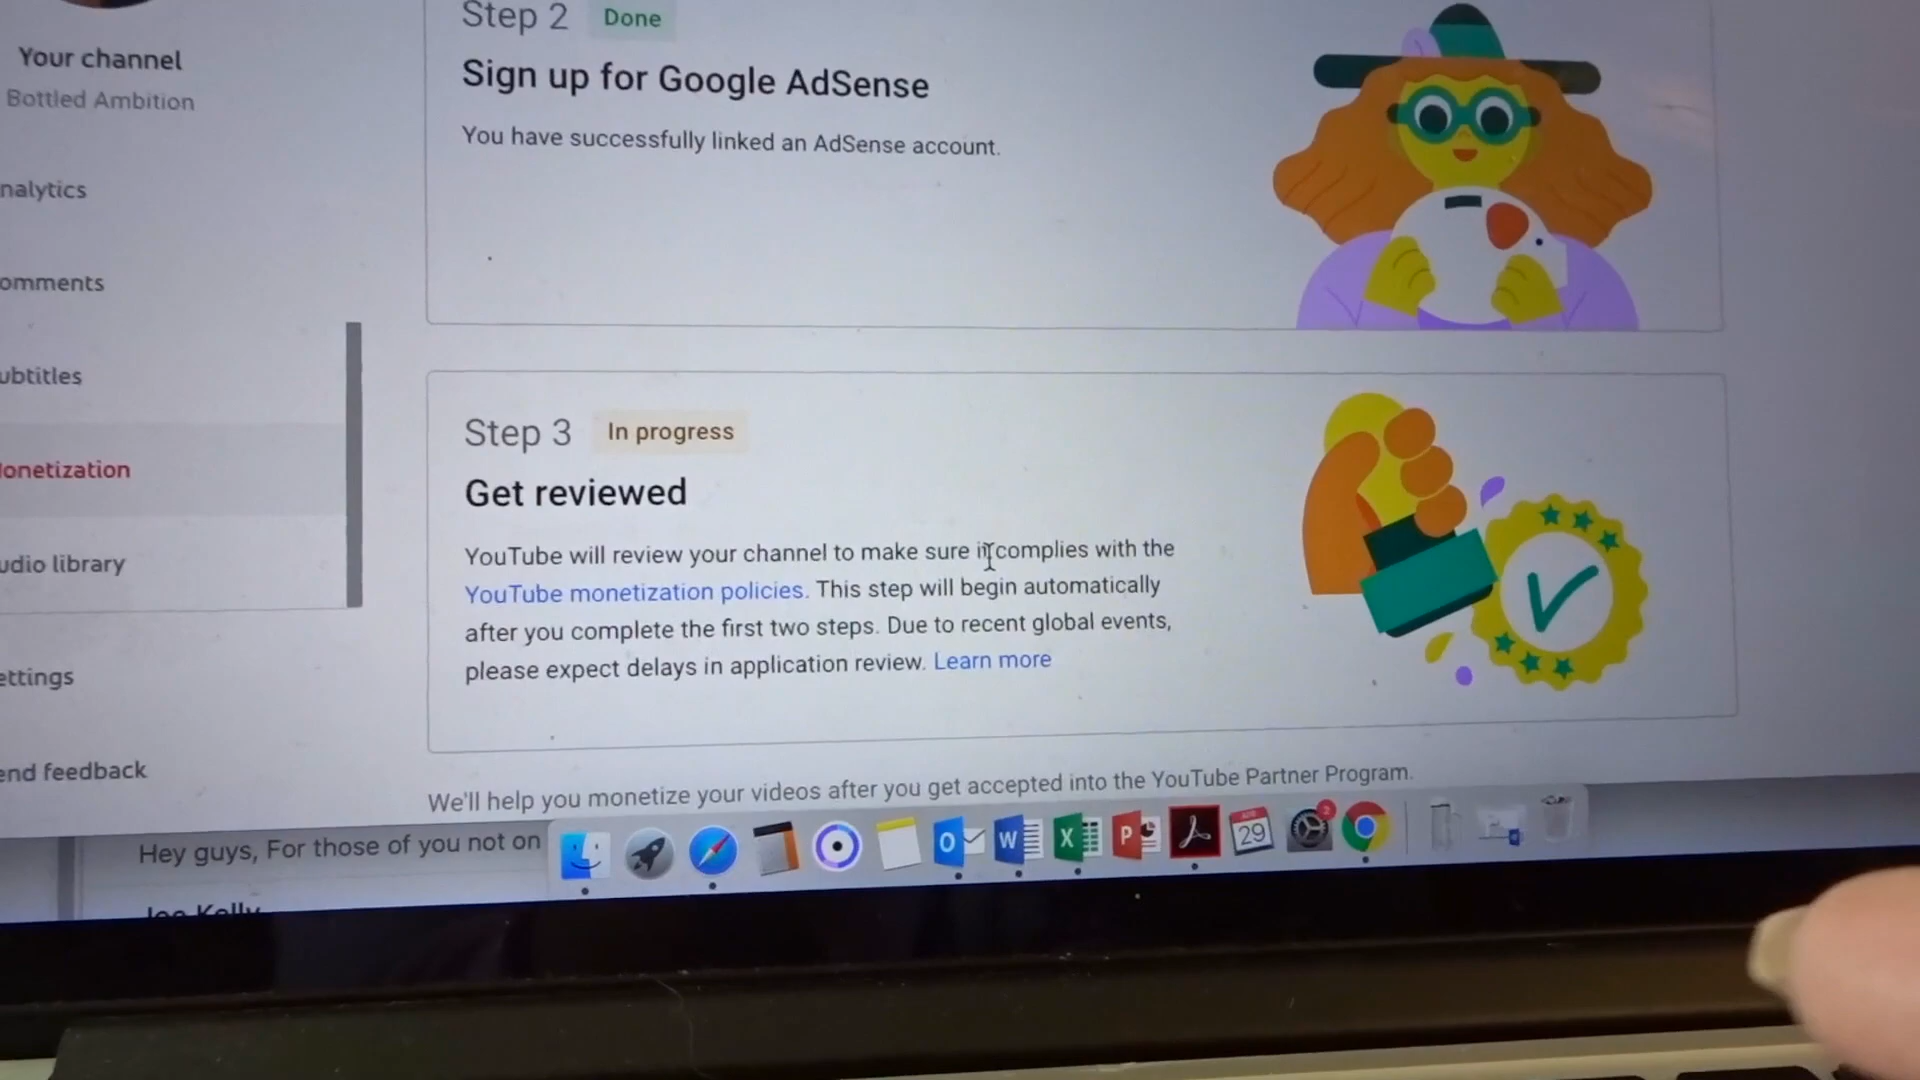 Your channel
Bottled Ambition
nalytics
omments
ubtitles
onetization
udio library
ettings
end feedback
Step 2 Done
Sign up for Google AdSense
You have successfully linked an AdSense account.
Step 3 In progress
Get reviewed
YouTube will review your channel to make sure it complies with the
YouTube monetization policies. This step will begin automatically
after you complete the first two steps. Due to recent global events,
please expect delays in application review. Learn more
We'll help you monetize your videos after you get accepted into the YouTube Partner Program.
Hey guys, For those of you not on
Joe Kelly
O W X P APR 29 2